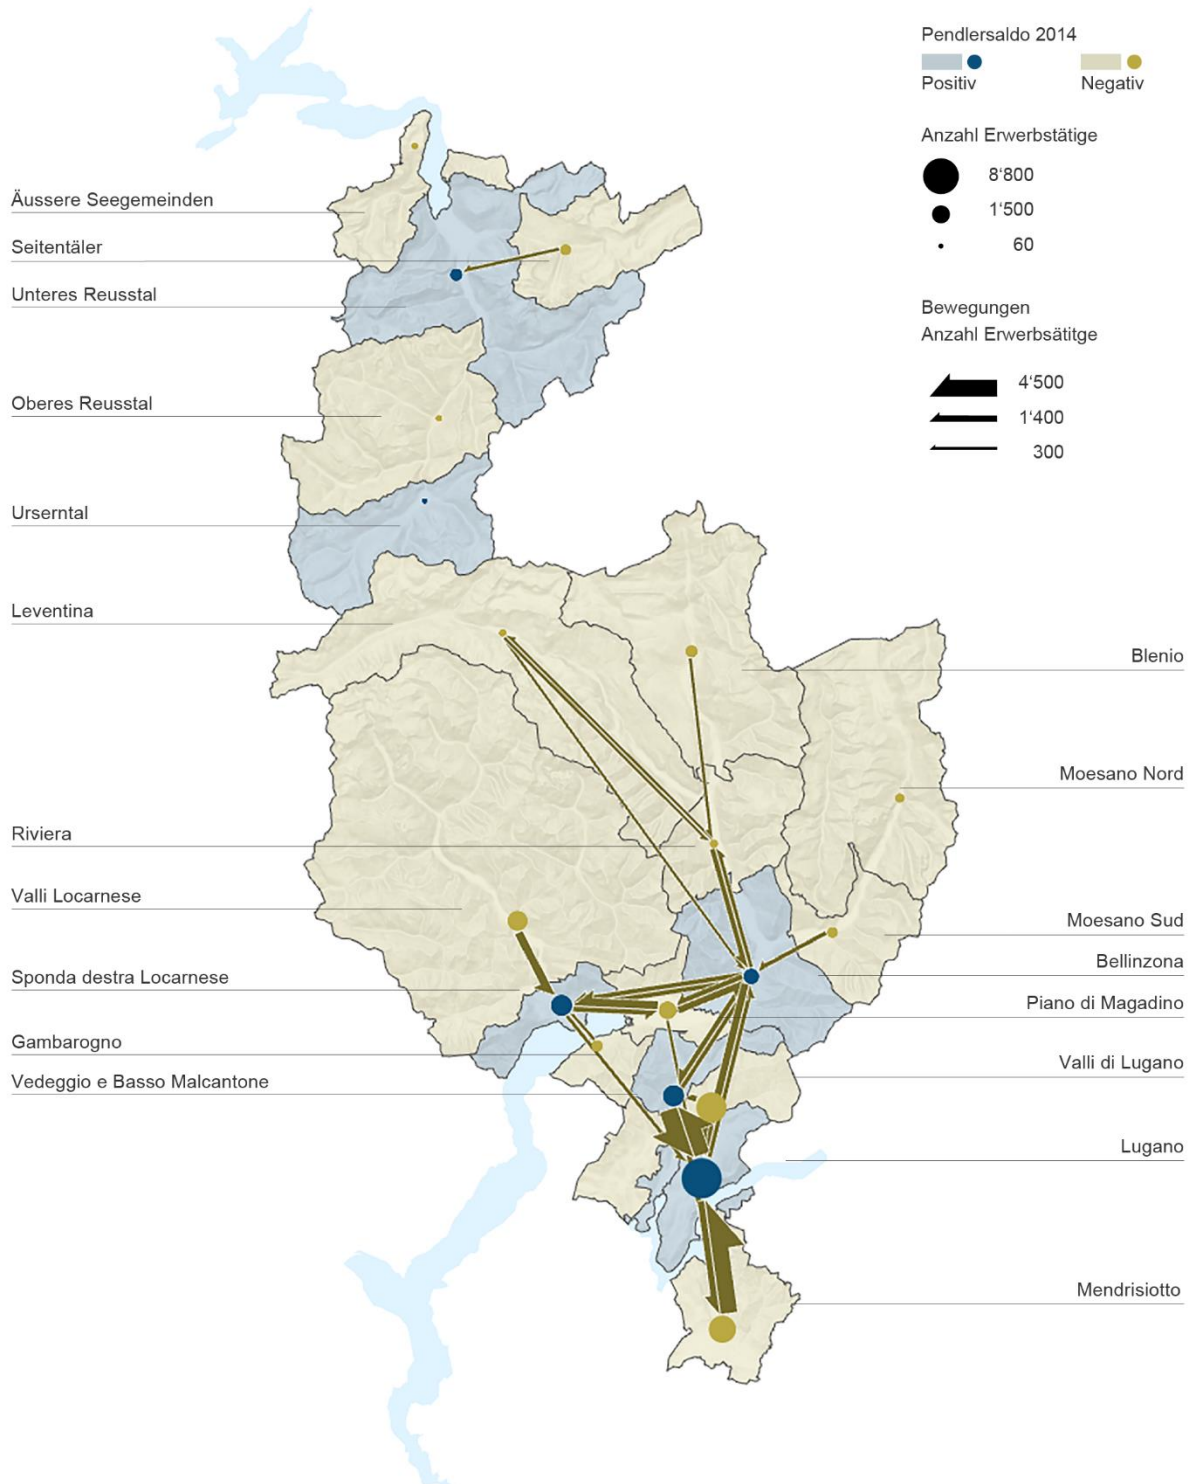 Pendlersaldo 2014
Positiv
Negativ
Anzahl Erwerbstätige
8'800
1'500
60
Bewegungen
Anzahl Erwerbsätitge
4'500
1'400
300
Äussere Seegemeinden
Seitentäler
Unteres Reusstal
Oberes Reusstal
Urserntal
Leventina
Blenio
Moesano Nord
Riviera
Valli Locarnese
Moesano Sud
Bellinzona
Sponda destra Locarnese
Piano di Magadino
Gambarogno
Valli di Lugano
Vedeggio e Basso Malcantone
Lugano
Mendrisiotto